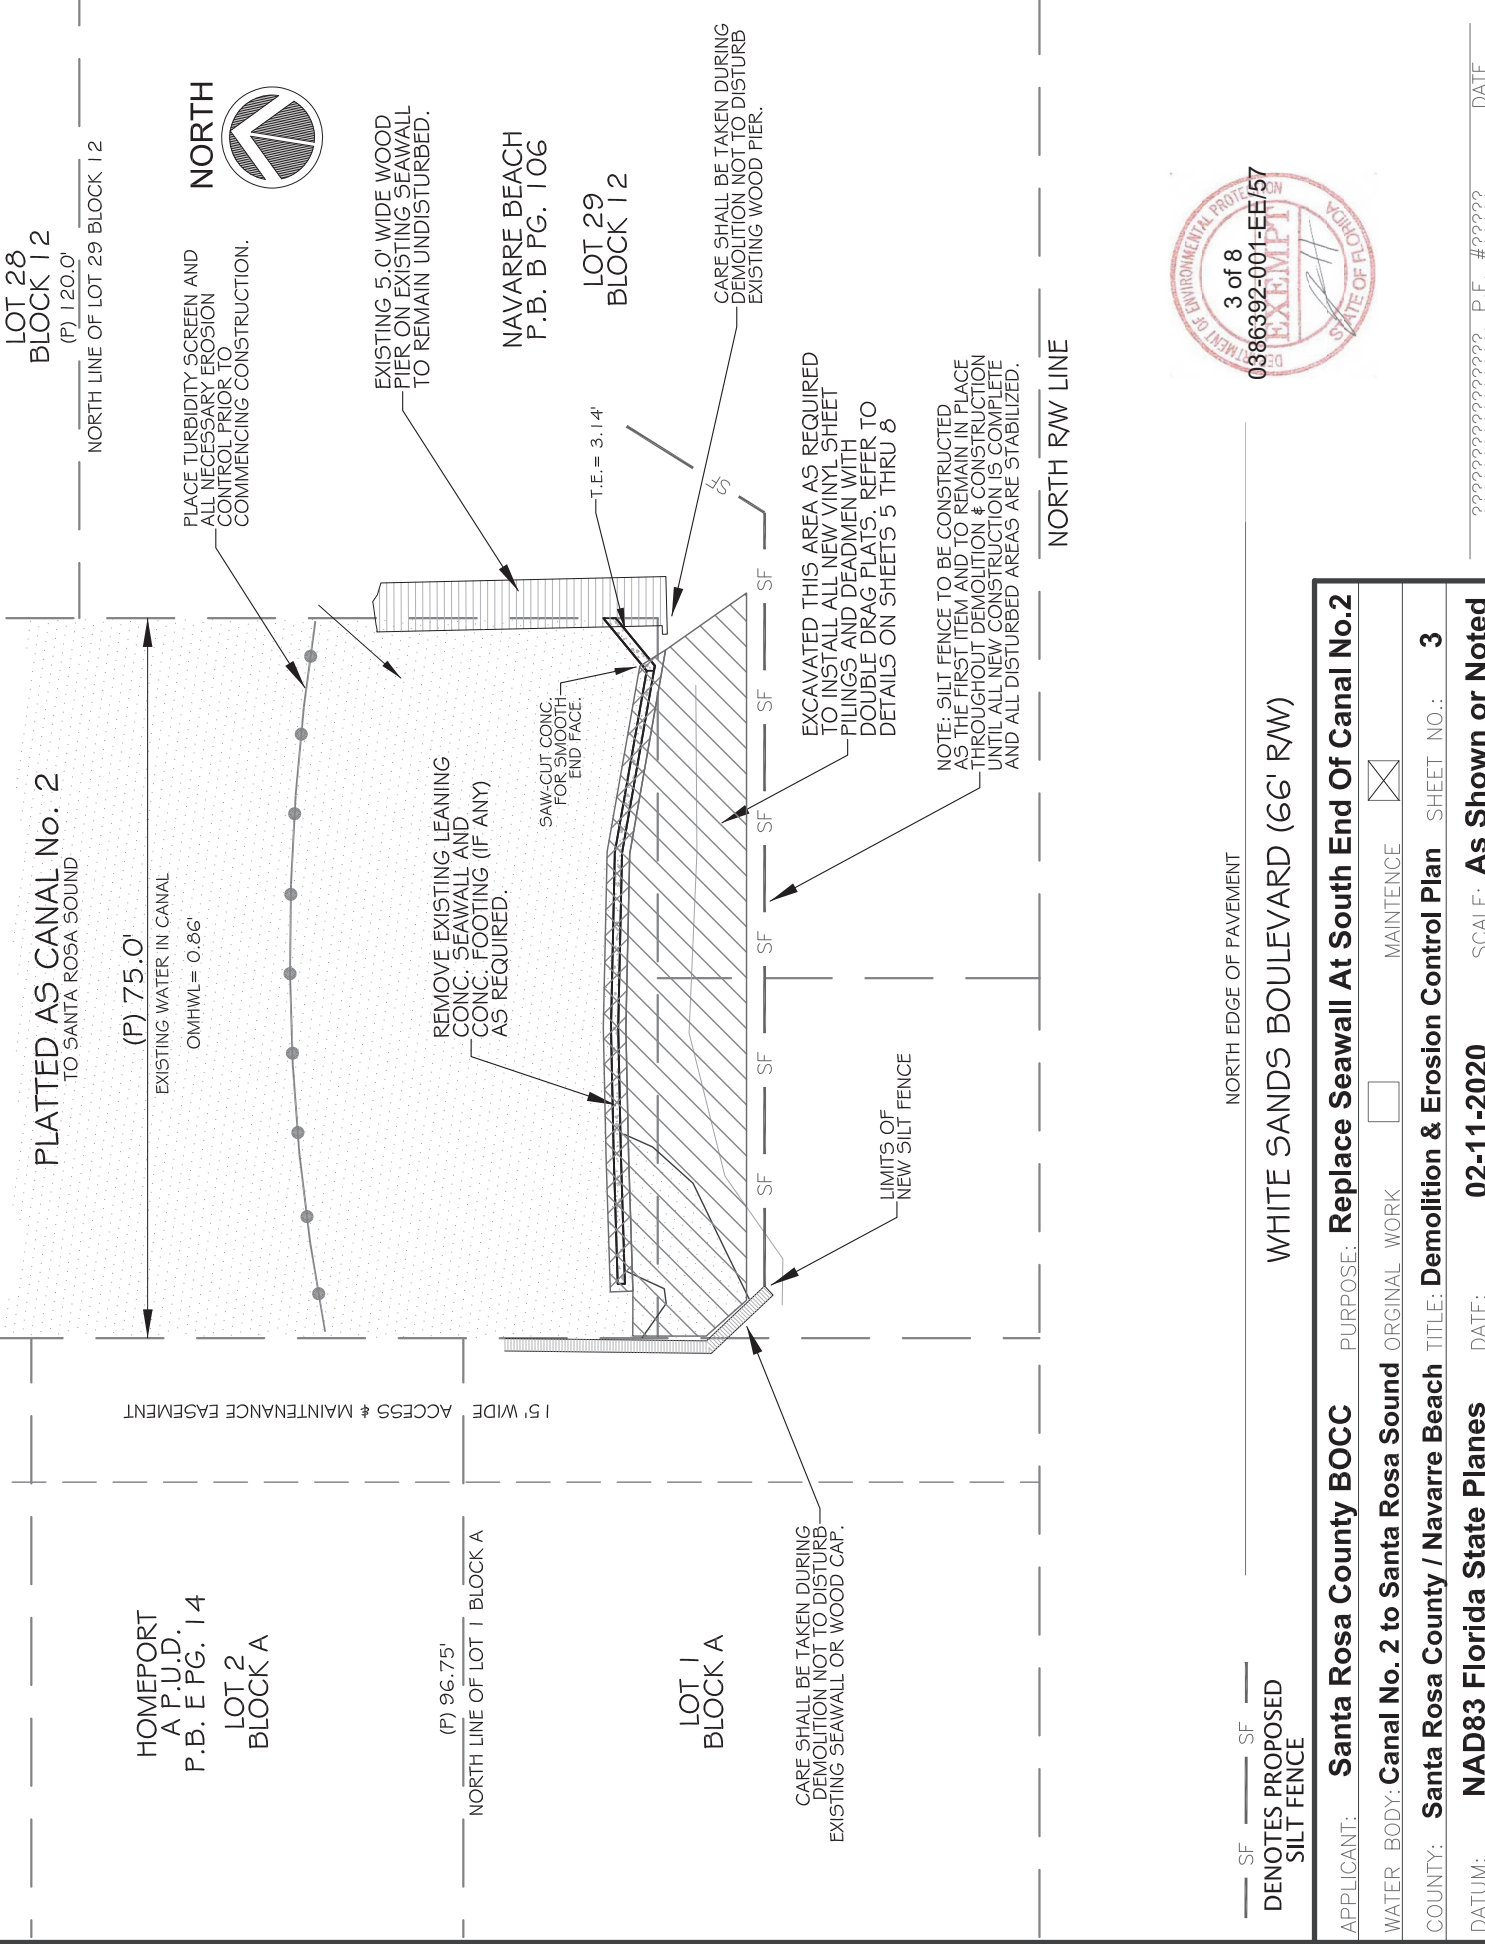 LOT 28
BLOCK 12
(P) 120.0'
NORTH LINE OF LOT 29 BLOCK 12
NORTH
PLACE TURBIDITY SCREEN AND
ALL NECESSARY EROSION
CONTROL PRIOR TO
COMMENCING CONSTRUCTION.
EXISTING 5.0' WIDE WOOD
PIER ON EXISTING SEAWALL
TO REMAIN UNDISTURBED.
NAVARRE BEACH
P.B. B PG. 106
LOT 29
BLOCK 12
CARE SHALL BE TAKEN DURING
DEMOLITION NOT TO DISTURB
EXISTING WOOD PIER.
T.E.= 3.14'
PLATTED AS CANAL No. 2
TO SANTA ROSA SOUND
(P) 75.0'
EXISTING WATER IN CANAL
OMHWL= 0.86'
REMOVE EXISTING LEANING
CONC. SEAWALL AND
CONC. FOOTING (IF ANY)
AS REQUIRED.
SAW-CUT CONC.
FOR SMOOTH
END FACE.
EXCAVATED THIS AREA AS REQUIRED
TO INSTALL ALL NEW VINYL SHEET
PILINGS AND DEADMEN WITH
DOUBLE DRAG PLATS. REFER TO
DETAILS ON SHEETS 5 THRU 8
NOTE: SILT FENCE TO BE CONSTRUCTED
AS THE FIRST ITEM AND TO REMAIN IN PLACE
THROUGHOUT DEMOLITION & CONSTRUCTION
UNTIL ALL NEW CONSTRUCTION IS COMPLETE
AND ALL DISTURBED AREAS ARE STABILIZED.
SF
SF
SF
SF
SF
SF
SF
LIMITS OF
NEW SILT FENCE
NORTH R/W LINE
15' WIDE ACCESS & MAINTENANCE EASEMENT
HOMEPORT
A P.U.D.
P.B. E PG. 14
LOT 2
BLOCK A
(P) 96.75'
NORTH LINE OF LOT 1 BLOCK A
LOT 1
BLOCK A
CARE SHALL BE TAKEN DURING
DEMOLITION NOT TO DISTURB
EXISTING SEAWALL OR WOOD CAP.
NORTH EDGE OF PAVEMENT
WHITE SANDS BOULEVARD (66' R/W)
DEPARTMENT OF ENVIRONMENTAL PROTECTION
3 of 8
0386392-001-EE/57
EXEMPT
STATE OF FLORIDA
SF SF
DENOTES PROPOSED
SILT FENCE
APPLICANT: Santa Rosa County BOCC PURPOSE: Replace Seawall At South End Of Canal No.2
WATER BODY: Canal No. 2 to Santa Rosa Sound ORGINAL WORK MAINTENCE
COUNTY: Santa Rosa County / Navarre Beach TITLE: Demolition & Erosion Control Plan SHEET NO.: 3
DATUM: NAD83 Florida State Planes DATE: 02-11-2020 SCALE: As Shown or Noted
????????????????, P.E. #????? DATE